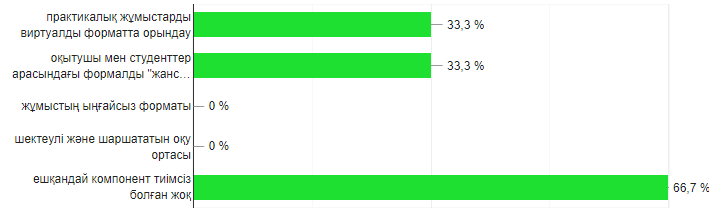 практикалық жұмыстарды
виртуалды форматта орындау
33,3 %
оқытушы мен студенттер
арасындағы формалды "жанс...
33,3 %
жұмыстың ыңғайсыз форматы
0 %
шектеулі және шаршататын оқу
ортасы
0 %
ешқандай компонент тиімсіз
болған жоқ
66,7 %